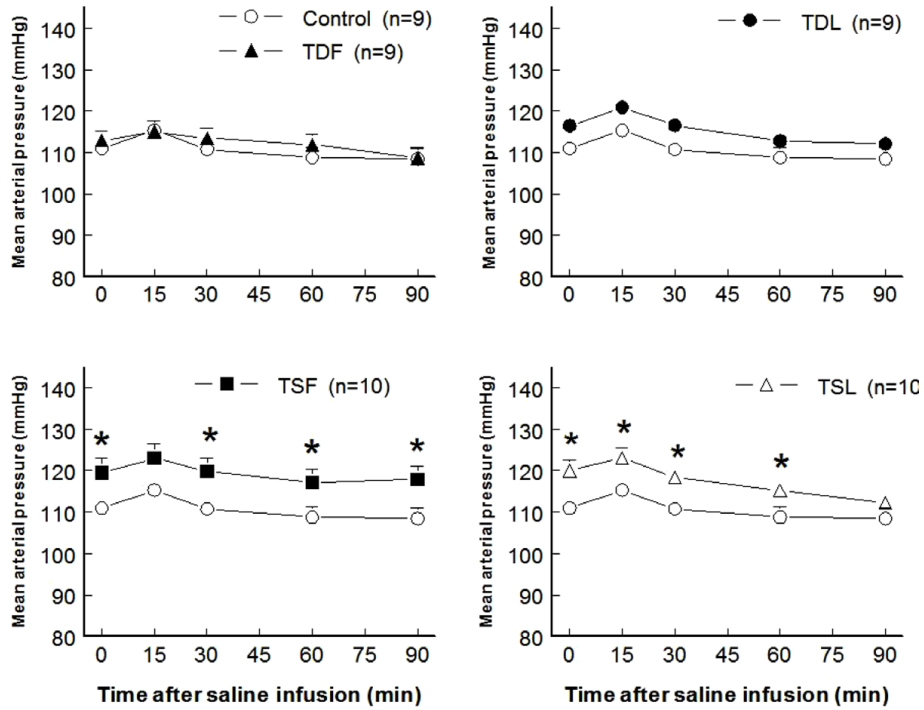 Mean arterial pressure (mmHg)
140
130
120
110
100
90
80
Control (n=9)
TDF (n=9)
0 15 30 45 60 75 90
Mean arterial pressure (mmHg)
140
130
120
110
100
90
80
TDL (n=9)
0 15 30 45 60 75 90
Mean arterial pressure (mmHg)
140
130
120
110
100
90
80
TSF (n=10)
* * * *
0 15 30 45 60 75 90
Time after saline infusion (min)
Mean arterial pressure (mmHg)
140
130
120
110
100
90
80
TSL (n=10
* * * *
0 15 30 45 60 75 90
Time after saline infusion (min)